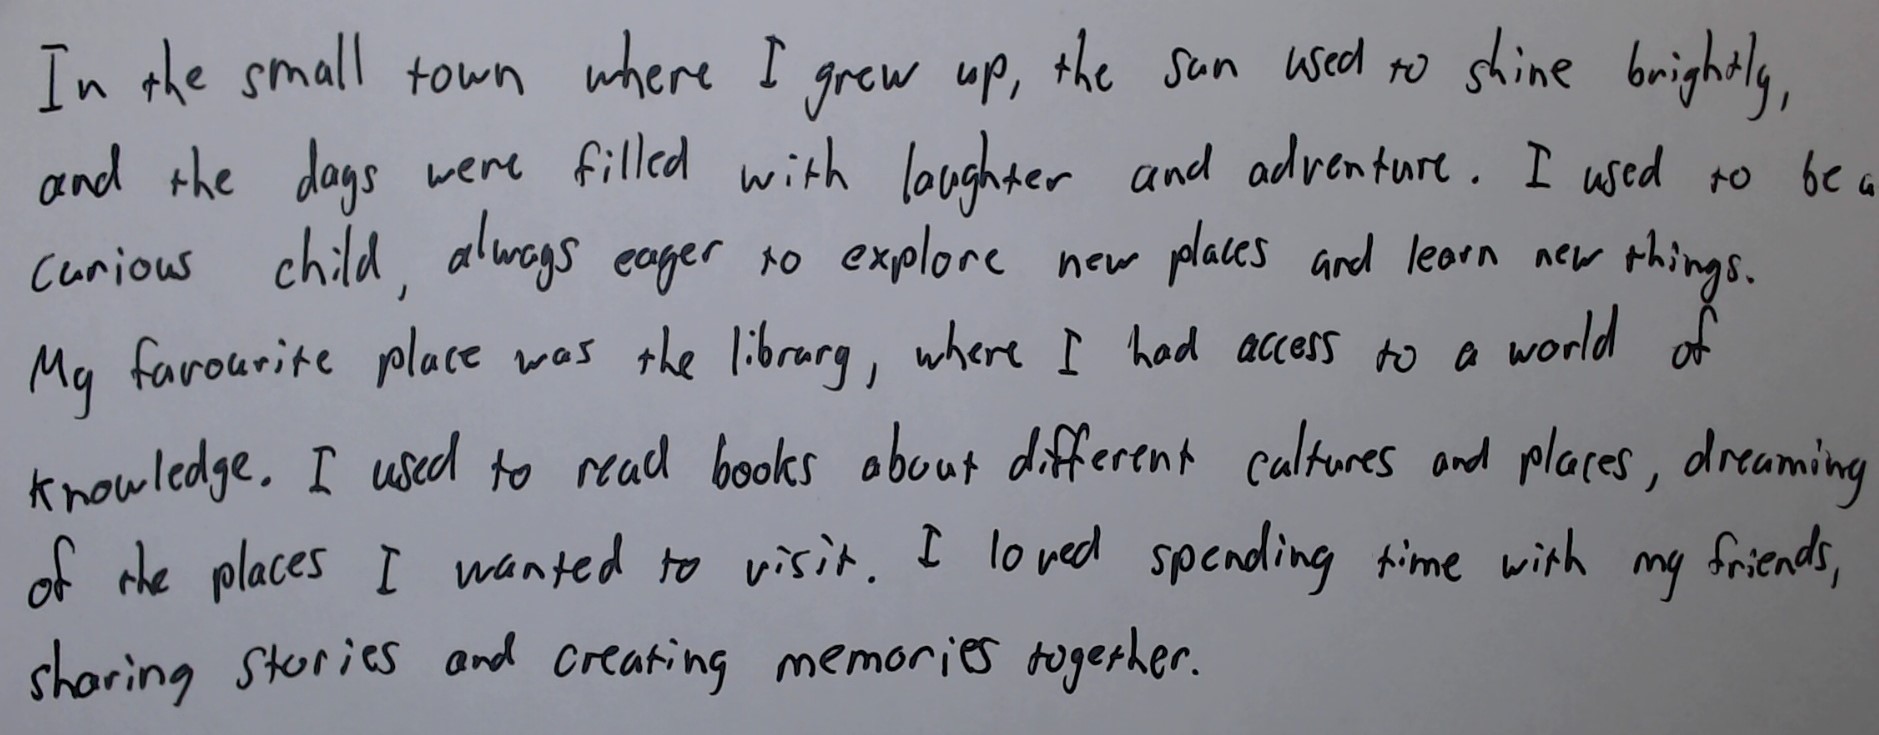 In the small town where I grew up, the sun used to shine brightly,
and the days were filled with laughter and adventure. I used to be a
curious child, always eager to explore new places and learn new things.
My favourite place was the library, where I had access to a world of
knowledge. I used to read books about different cultures and places, dreaming
of the places I wanted to visit. I loved spending time with my friends,
sharing stories and creating memories together.